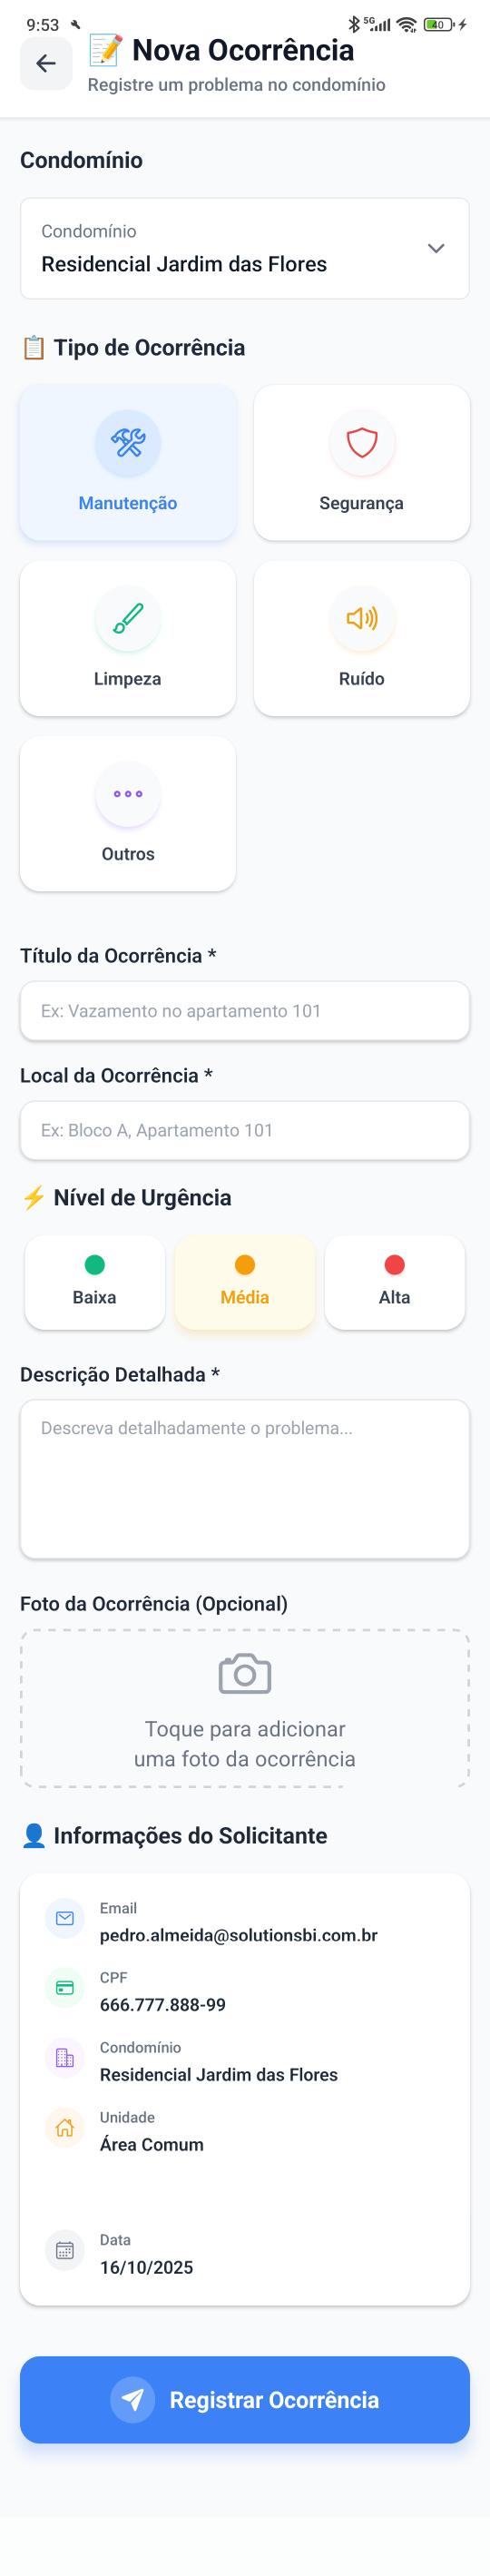 9:53
5G
40
📝 Nova Ocorrência
Registre um problema no condomínio
Condomínio
Condomínio
Residencial Jardim das Flores
📋 Tipo de Ocorrência
Manutenção
Segurança
Limpeza
Ruído
Outros
Título da Ocorrência *
Ex: Vazamento no apartamento 101
Local da Ocorrência *
Ex: Bloco A, Apartamento 101
⚡ Nível de Urgência
Baixa
Média
Alta
Descrição Detalhada *
Descreva detalhadamente o problema...
Foto da Ocorrência (Opcional)
Toque para adicionar
uma foto da ocorrência
👤 Informações do Solicitante
Email
pedro.almeida@solutionsbi.com.br
CPF
666.777.888-99
Condomínio
Residencial Jardim das Flores
Unidade
Área Comum
Data
16/10/2025
Registrar Ocorrência